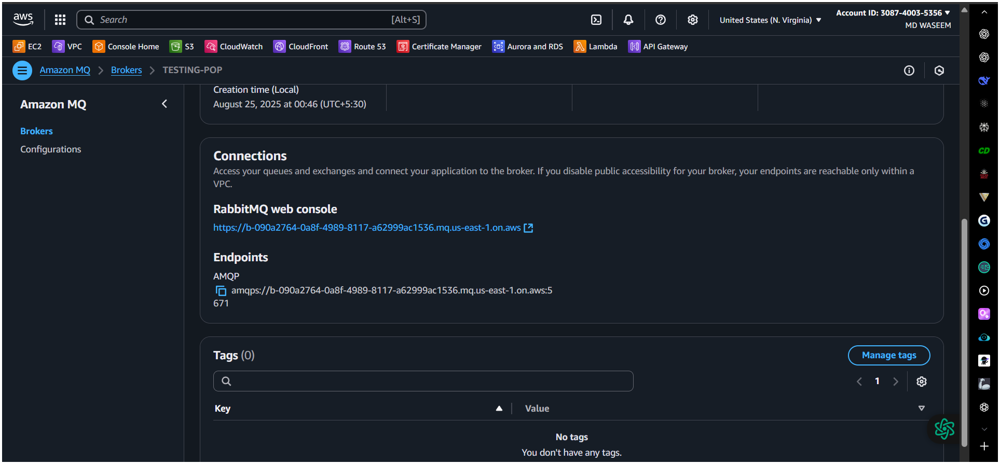 aws
Search [Alt+S]
United States (N. Virginia)
Account ID: 3087-4003-5356
MD WASEEM
EC2 VPC Console Home S3 CloudWatch CloudFront Route 53 Certificate Manager Aurora and RDS Lambda API Gateway
Amazon MQ Brokers TESTING-POP
Amazon MQ
Brokers
Configurations
Creation time (Local)
August 25, 2025 at 00:46 (UTC+5:30)
Connections
Access your queues and exchanges and connect your application to the broker. If you disable public accessibility for your broker, your endpoints are reachable only within a
VPC.
RabbitMQ web console
https://b-090a2764-0a8f-4989-8117-a62999ac1536.mq.us-east-1.on.aws
Endpoints
AMQP
amqps://b-090a2764-0a8f-4989-8117-a62999ac1536.mq.us-east-1.on.aws:5
671
Tags (0)
Manage tags
1
Key Value
No tags
You don't have any tags.
CD